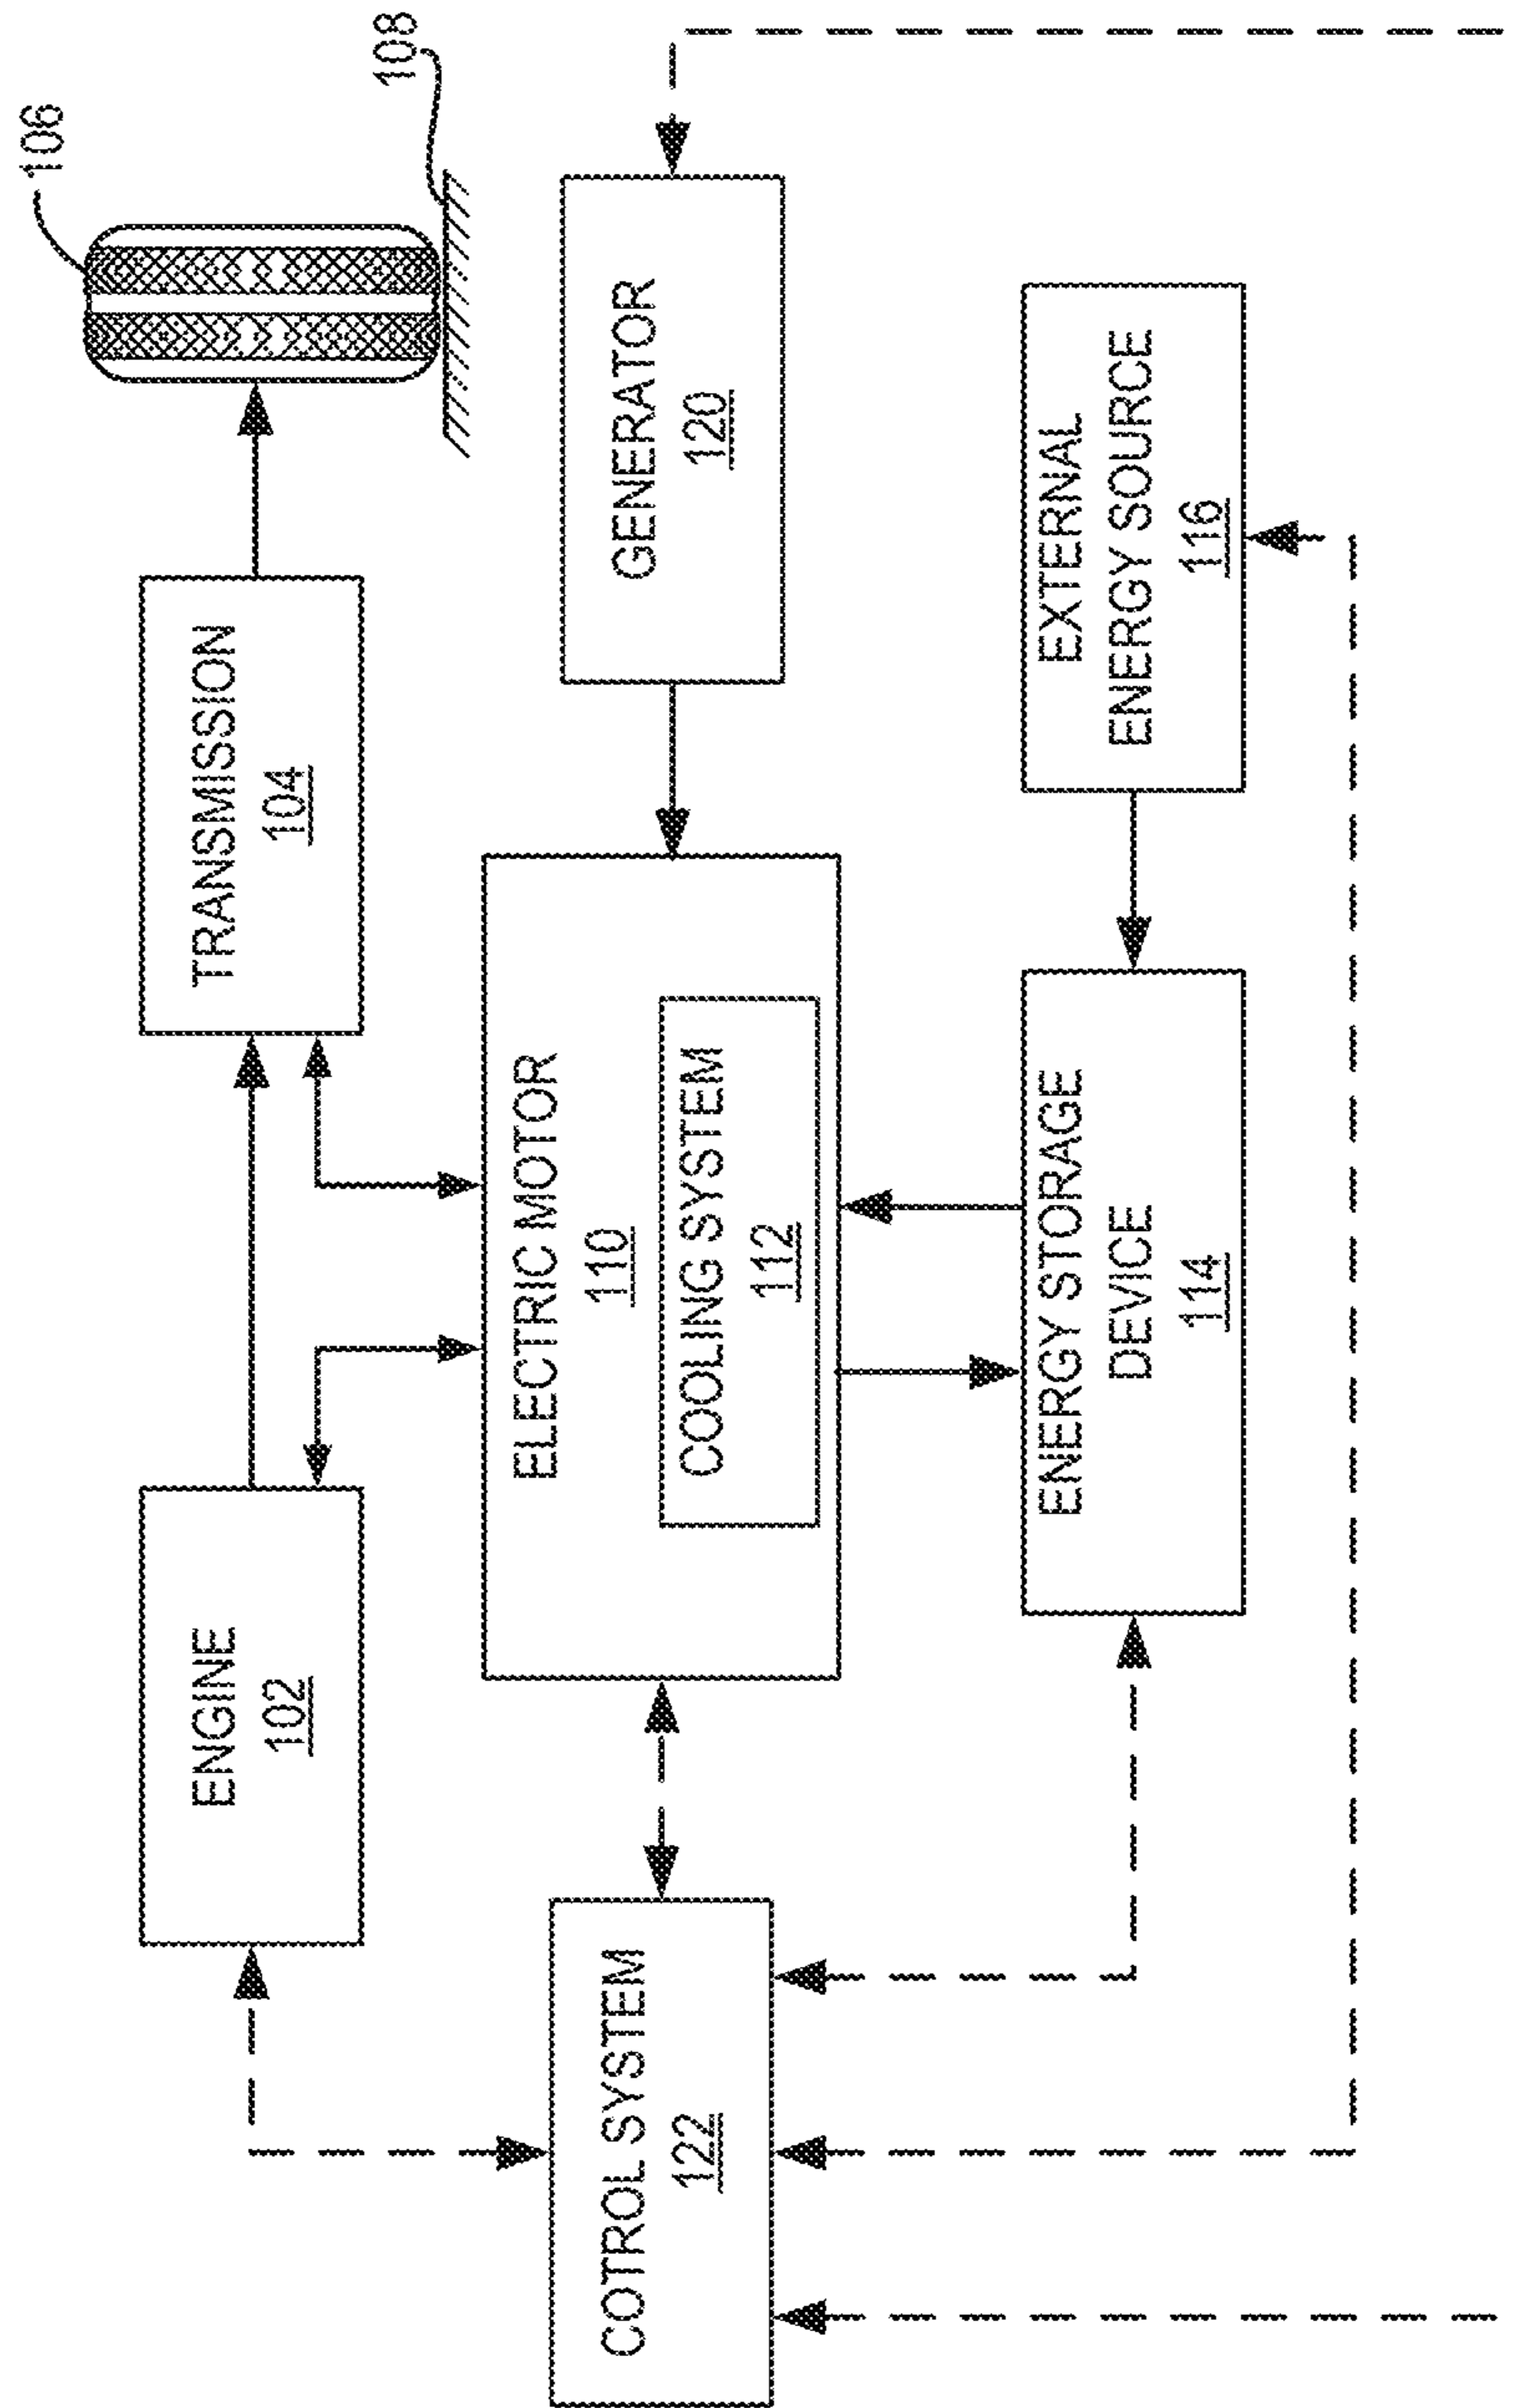 106
108
ENGINE
102
TRANSMISSION
104
COTROL SYSTEM
122
ELECTRIC MOTOR
110
COOLING SYSTEM
112
GENERATOR
120
ENERGY STORAGE
DEVICE
114
EXTERNAL
ENERGY SOURCE
116